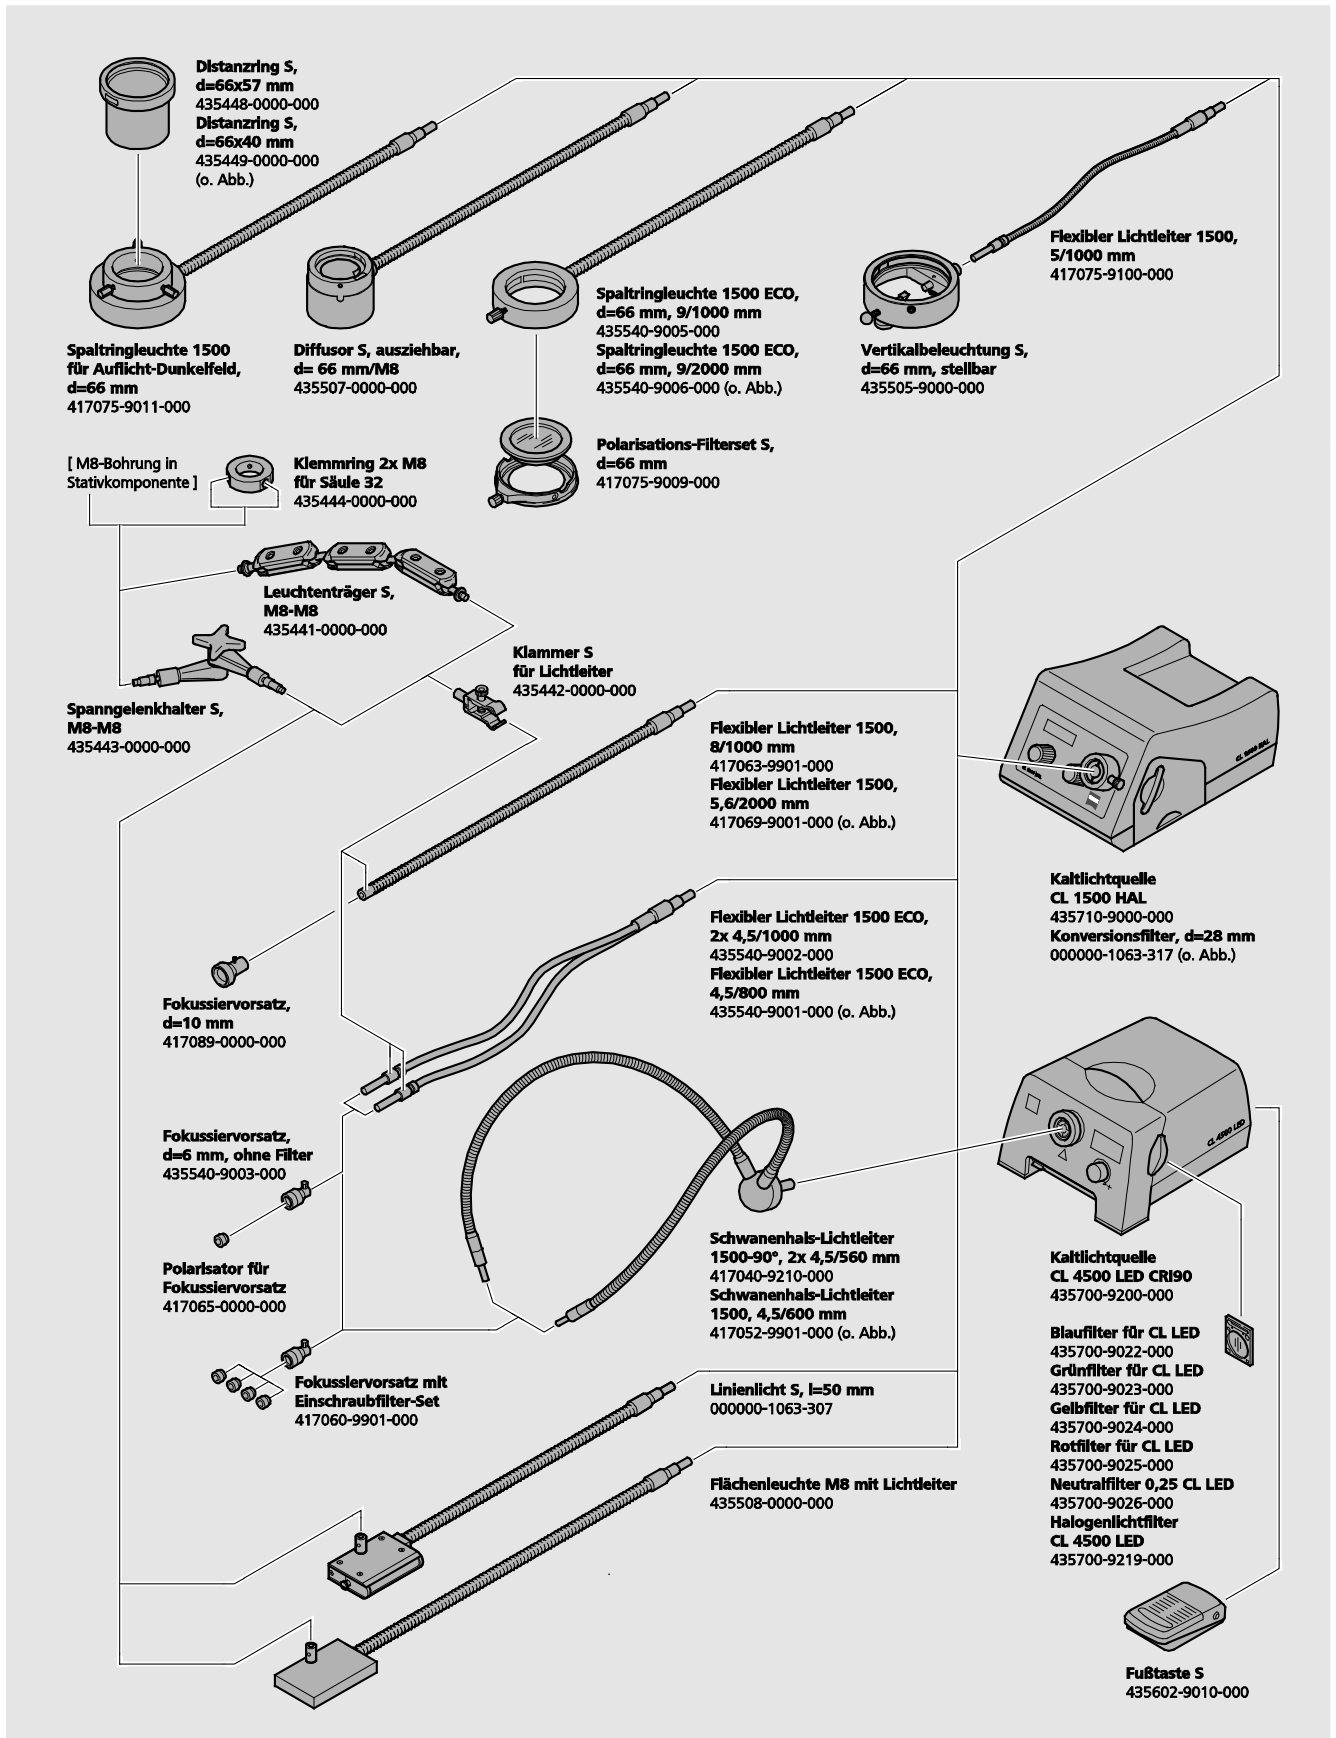 Distanzring S,
d=66x57 mm
435448-0000-000
Distanzring S,
d=66x40 mm
435449-0000-000
(o. Abb.)
Flexibler Lichtleiter 1500,
5/1000 mm
417075-9100-000
Spaltringleuchte 1500
für Auflicht-Dunkelfeld,
d=66 mm
417075-9011-000
Diffusor S, ausziehbar,
d= 66 mm/M8
435507-0000-000
Spaltringleuchte 1500 ECO,
d=66 mm, 9/1000 mm
435540-9005-000
Spaltringleuchte 1500 ECO,
d=66 mm, 9/2000 mm
435540-9006-000 (o. Abb.)
Vertikalbeleuchtung S,
d=66 mm, stellbar
435505-9000-000
[ M8-Bohrung in
Stativkomponente ]
Klemmring 2x M8
für Säule 32
435444-0000-000
Polarisations-Filterset S,
d=66 mm
417075-9009-000
Leuchtenträger S,
M8-M8
435441-0000-000
Klammer S
für Lichtleiter
435442-0000-000
Spanngelenkhalter S,
M8-M8
435443-0000-000
Flexibler Lichtleiter 1500,
8/1000 mm
417063-9901-000
Flexibler Lichtleiter 1500,
5,6/2000 mm
417069-9001-000 (o. Abb.)
Kaltlichtquelle
CL 1500 HAL
435710-9000-000
Konversionsfilter, d=28 mm
000000-1063-317 (o. Abb.)
Flexibler Lichtleiter 1500 ECO,
2x 4,5/1000 mm
435540-9002-000
Flexibler Lichtleiter 1500 ECO,
4,5/800 mm
435540-9001-000 (o. Abb.)
Fokussiervorsatz,
d=10 mm
417089-0000-000
Fokussiervorsatz,
d=6 mm, ohne Filter
435540-9003-000
CL 4500 LED
Polarisator für
Fokussiervorsatz
417065-0000-000
Schwanenhals-Lichtleiter
1500-90°, 2x 4,5/560 mm
417040-9210-000
Schwanenhals-Lichtleiter
1500, 4,5/600 mm
417052-9901-000 (o. Abb.)
Kaltlichtquelle
CL 4500 LED CRI90
435700-9200-000
Blaufilter für CL LED
435700-9022-000
Grünfilter für CL LED
435700-9023-000
Gelbfilter für CL LED
435700-9024-000
Rotfilter für CL LED
435700-9025-000
Neutralfilter 0,25 CL LED
435700-9026-000
Halogenlichtfilter
CL 4500 LED
435700-9219-000
Fokussiervorsatz mit
Einschraubfilter-Set
417060-9901-000
Linienlicht S, l=50 mm
000000-1063-307
Flächenleuchte M8 mit Lichtleiter
435508-0000-000
Fußtaste S
435602-9010-000